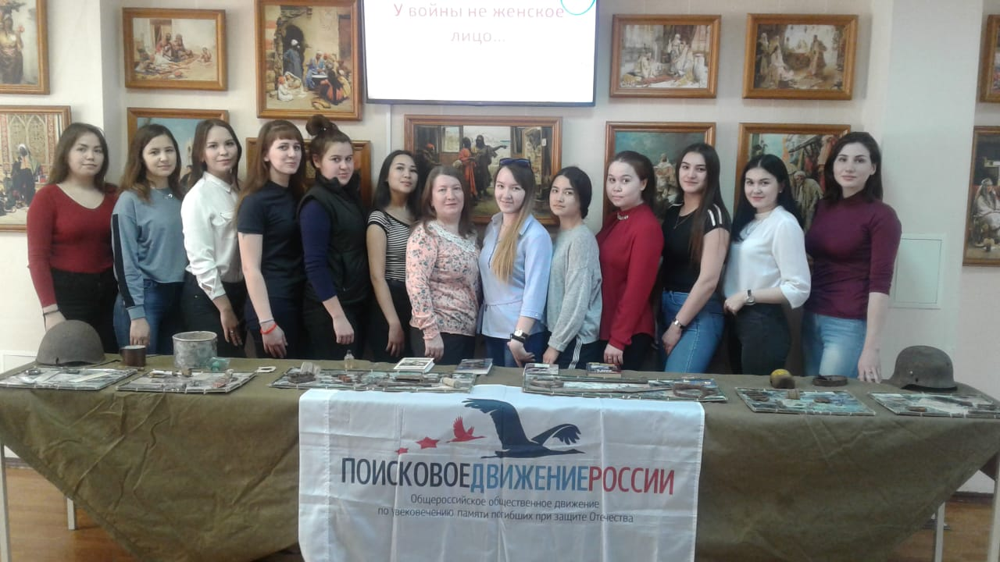 У войны не женское
лицо...
ПОИСКОВОЕДВИЖЕНИЕРОССИИ
Общероссийское общественное движение
по увековечению памяти погибших при защите Отечества